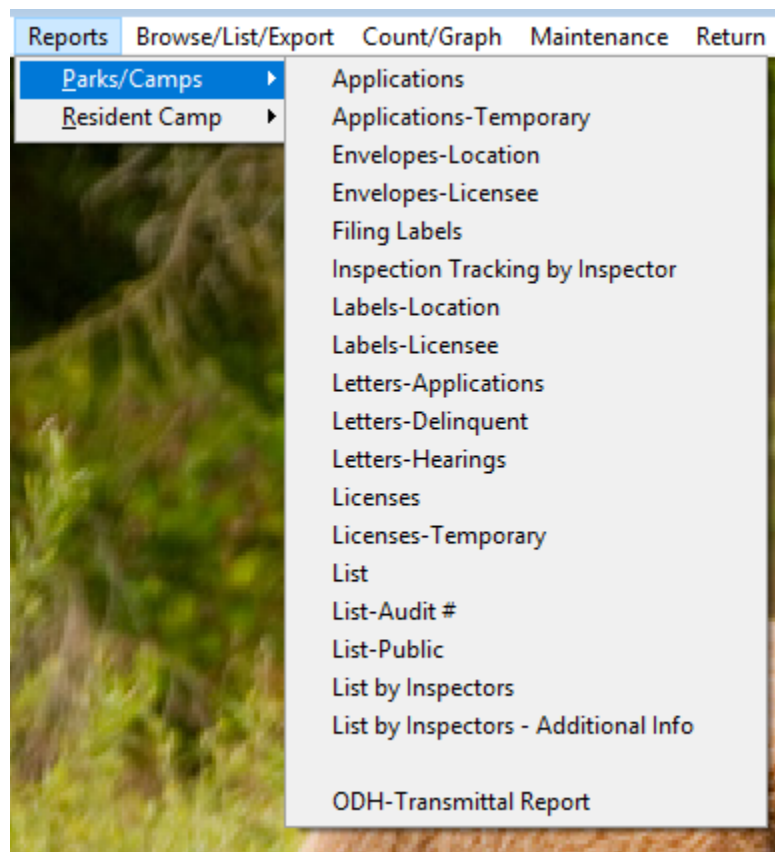 Reports Browse/List/Export Count/Graph Maintenance Return
Parks/Camps
Resident Camp
Applications
Applications-Temporary
Envelopes-Location
Envelopes-Licensee
Filing Labels
Inspection Tracking by Inspector
Labels-Location
Labels-Licensee
Letters-Applications
Letters-Delinquent
Letters-Hearings
Licenses
Licenses-Temporary
List
List-Audit #
List-Public
List by Inspectors
List by Inspectors - Additional Info
ODH-Transmittal Report